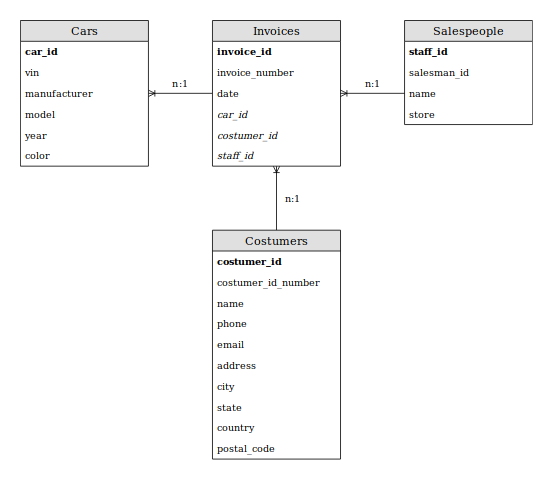 Cars
car_id
vin
manufacturer
model
year
color
n:1
Invoices
invoice_id
invoice_number
date
car_id
costumer_id
staff_id
n:1
Salespeople
staff_id
salesman_id
name
store
n:1
Costumers
costumer_id
costumer_id_number
name
phone
email
address
city
state
country
postal_code